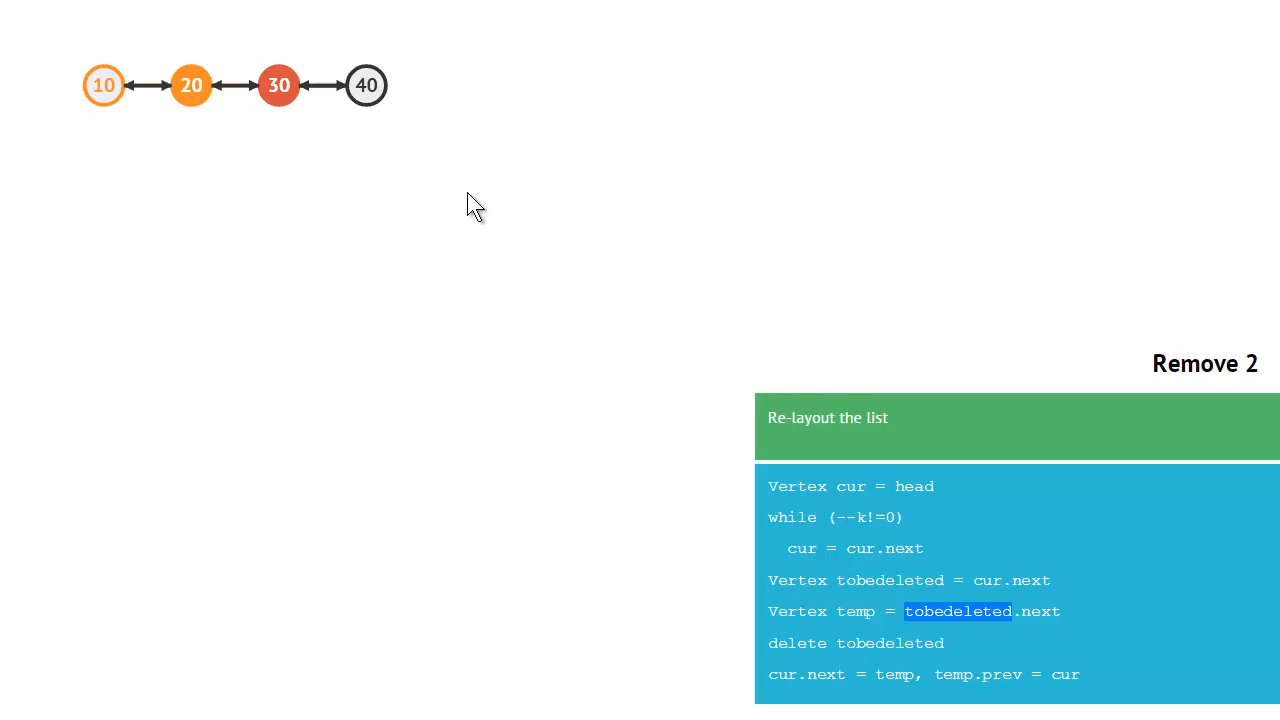 10 20 30 40
Remove 2
Re-layout the list
Vertex cur = head
while (--k!=0)
  cur = cur.next
Vertex tobedeleted = cur.next
Vertex temp = tobedeleted.next
delete tobedeleted
cur.next = temp, temp.prev = cur